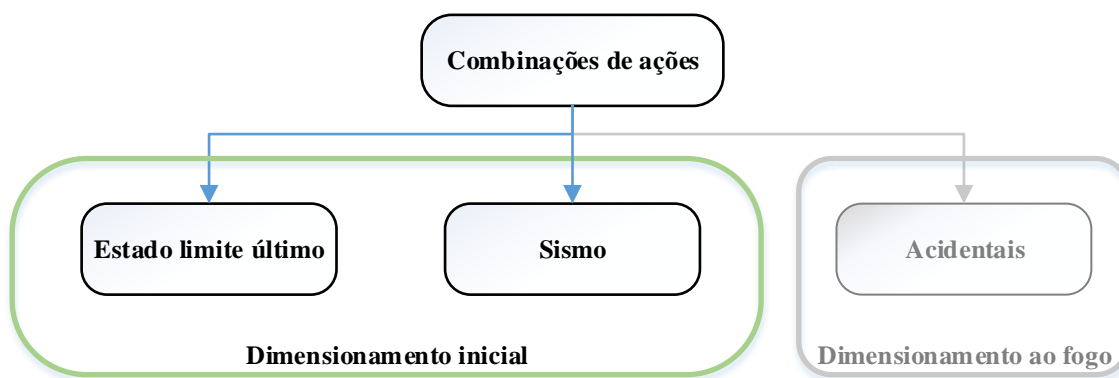 Combinações de ações
Estado limite último
Sismo
Acidentais
Dimensionamento inicial
Dimensionamento ao fogo